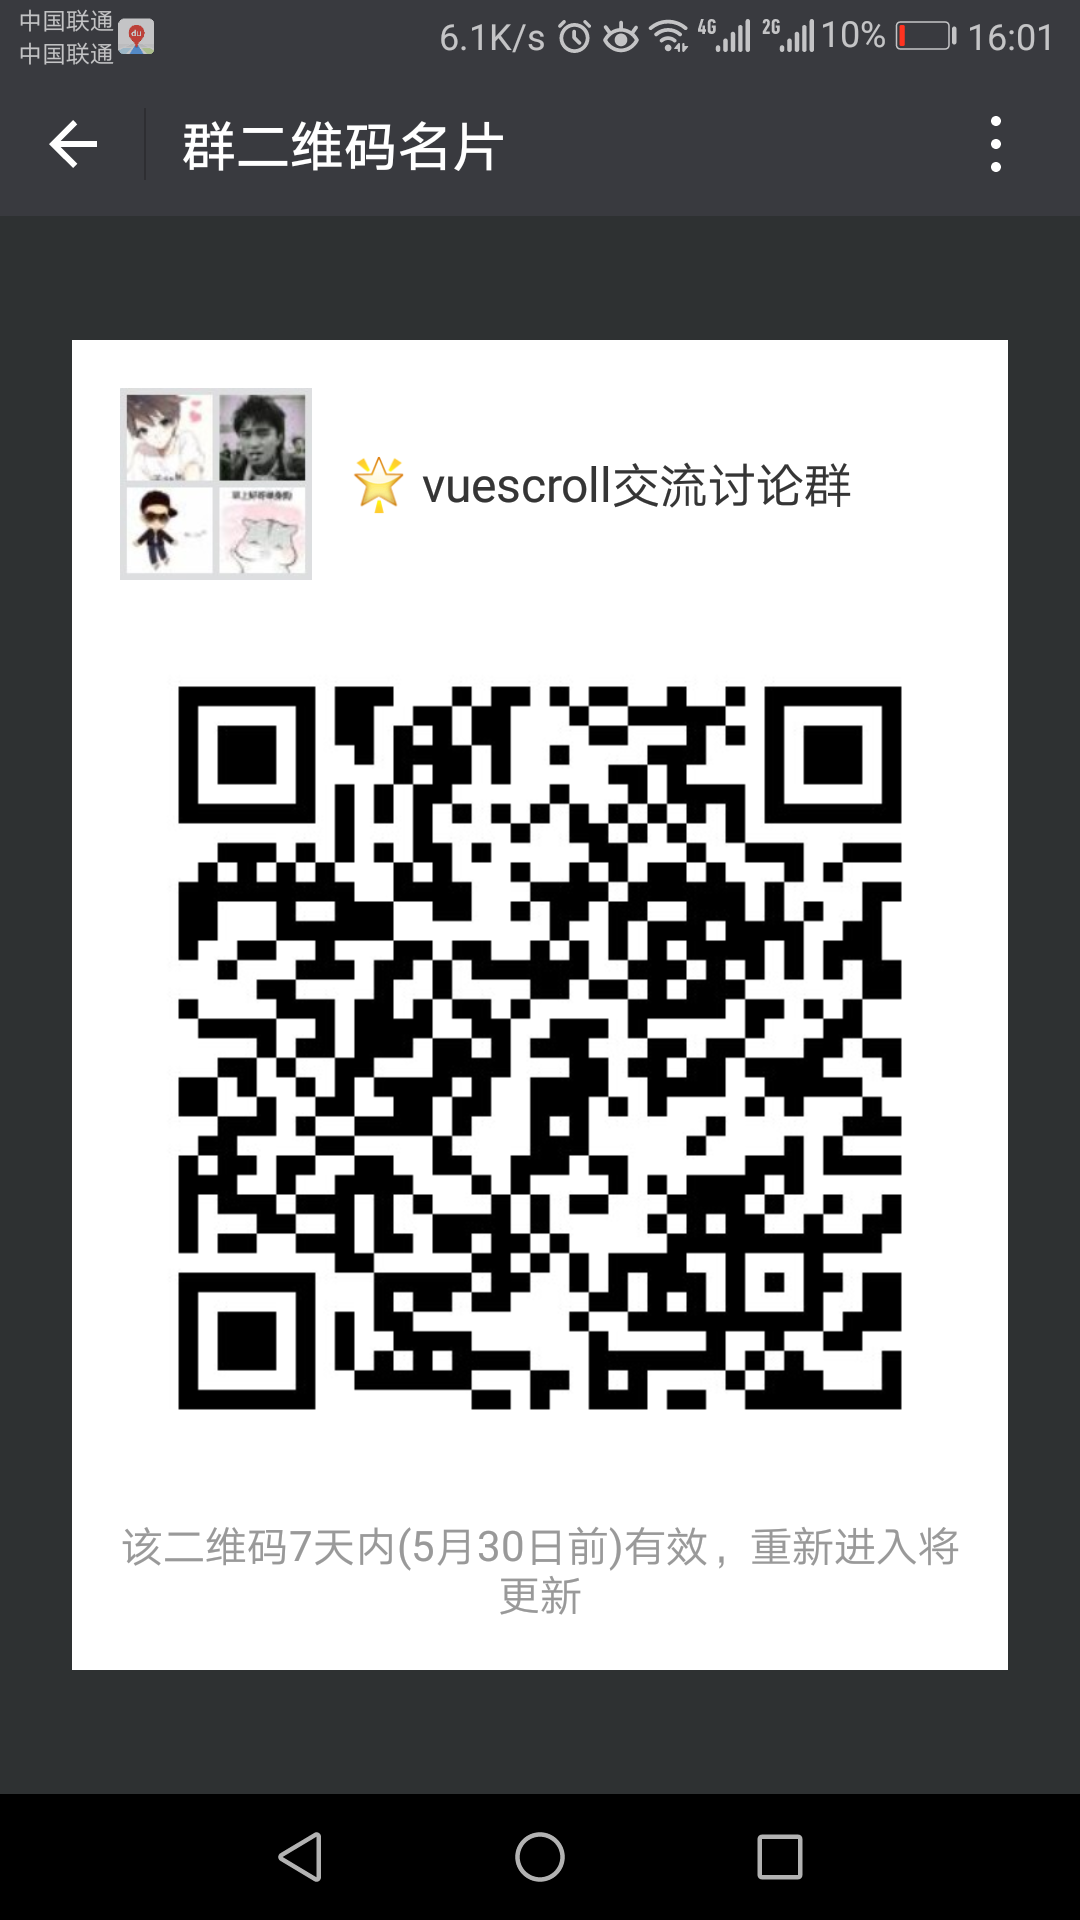 中国联通
中国联通
du
6.1K/s 4G 2G 10% 16:01
群二维码名片
🌟 vuescroll交流讨论群
该二维码7天内(5月30日前)有效，重新进入将
更新